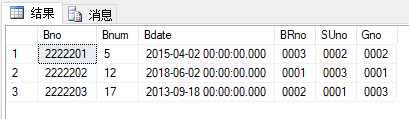 结果 消息
Bno Bnum Bdate BRno SUno Gno
1 2222201 5 2015-04-02 00:00:00.000 0003 0002 0002
2 2222202 12 2018-06-02 00:00:00.000 0001 0003 0001
3 2222203 17 2013-09-18 00:00:00.000 0002 0001 0003